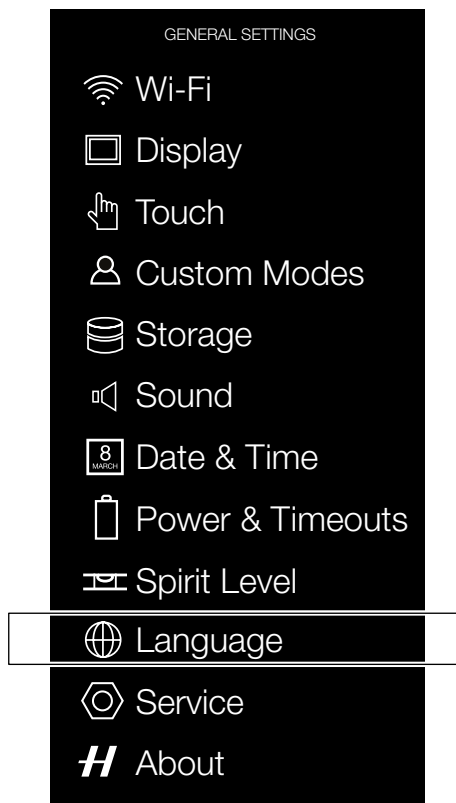 GENERAL SETTINGS
Wi-Fi
Display
Touch
Custom Modes
Storage
Sound
8
MARCH
Date & Time
Power & Timeouts
Spirit Level
Language
Service
H About